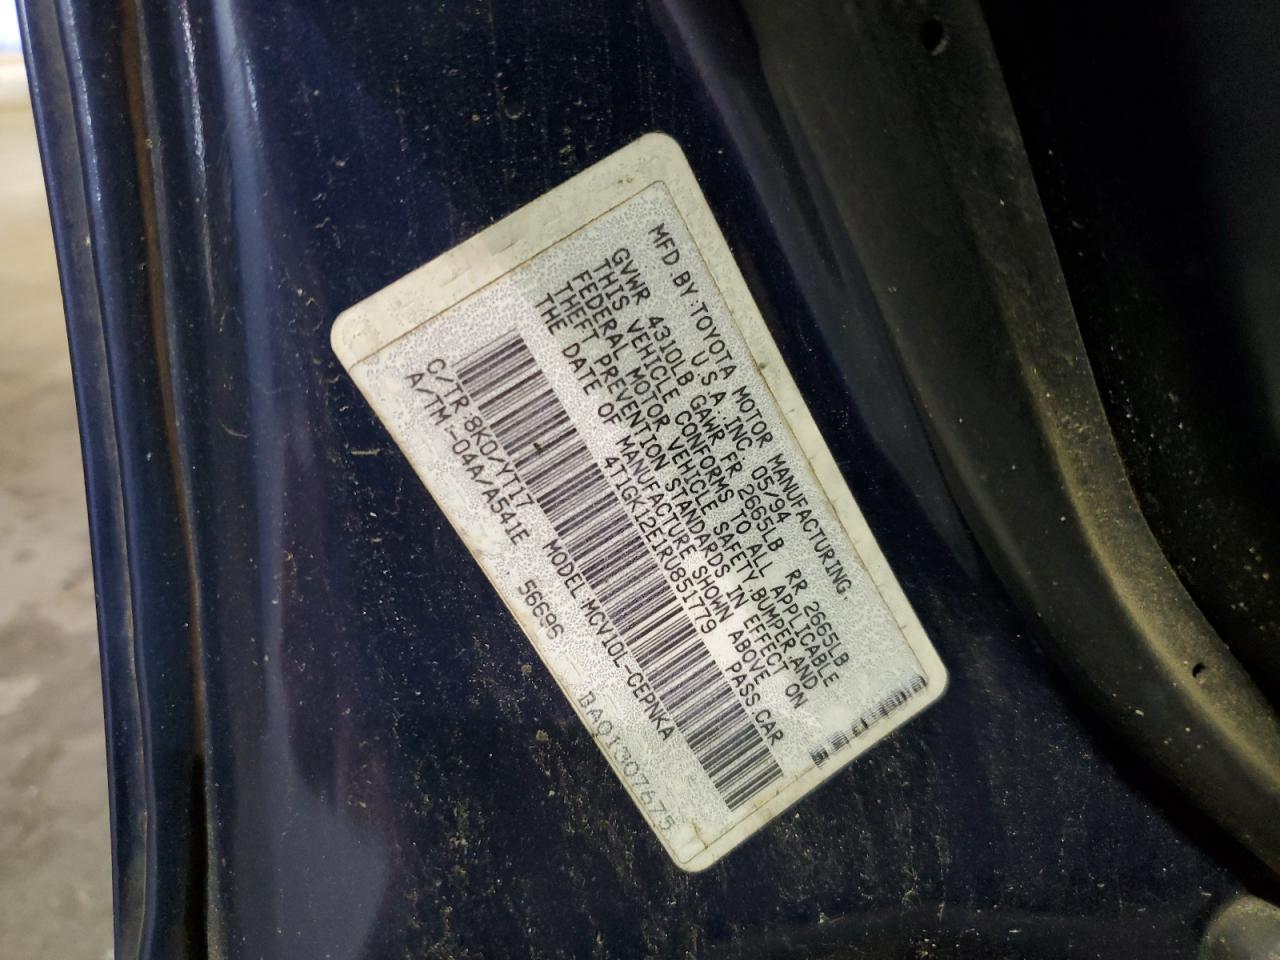 MFD.BY:TOYOTA MOTOR MANUFACTURING.
U S A.,INC. 05/94
GVWR 4310LB GAWR FR 2665LB RR 2665LB
THIS VEHICLE CONFORMS TO ALL APPLICABLE
FEDERAL MOTOR VEHICLE SAFETY.BUMPER,AND
THEFT PREVENTION STANDARDS IN EFFECT ON
THE DATE OF MANUFACTURE SHOWN ABOVE
4T1GK12E1RU851779 PASS CAR
C/TR:8K0/YT17 MODEL:MCV10L-CEPNKA
A/TM:-04A/A541E 56696
BA01307675